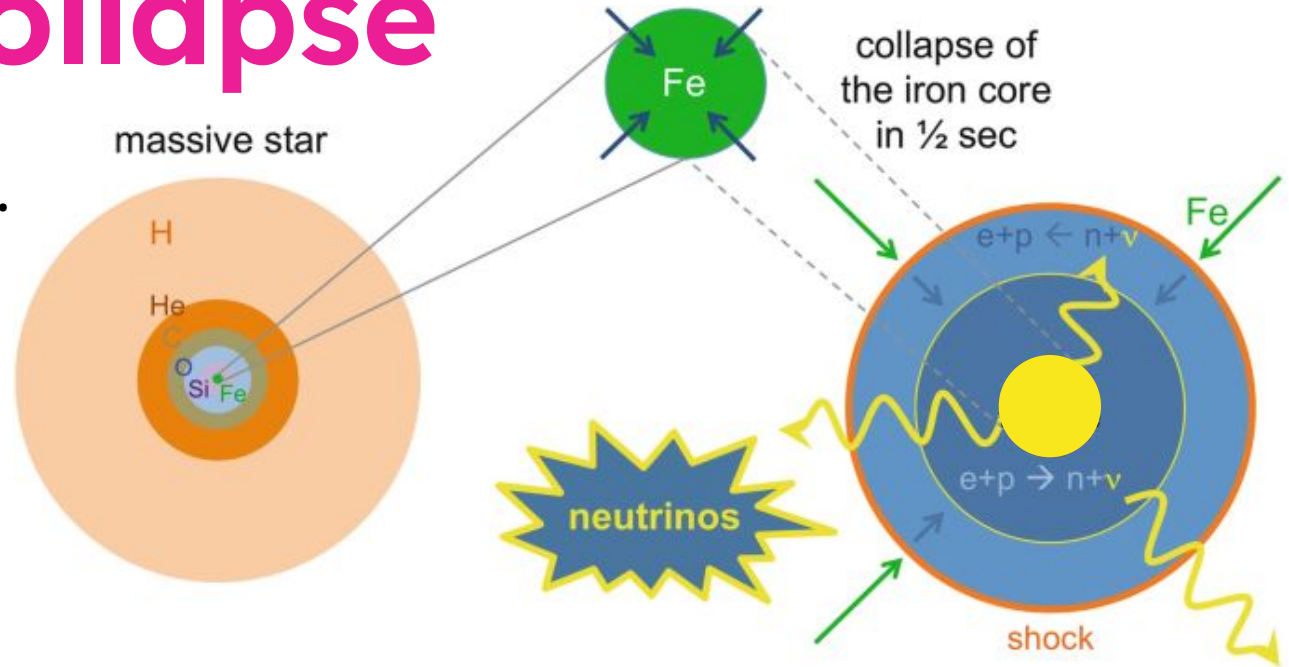 ollapse
massive star
.
H
He
C
O
Si
Fe
Fe
collapse of
the iron core
in ½ sec
Fe
e+p ← n+ν
e+p → n+ν
neutrinos
shock